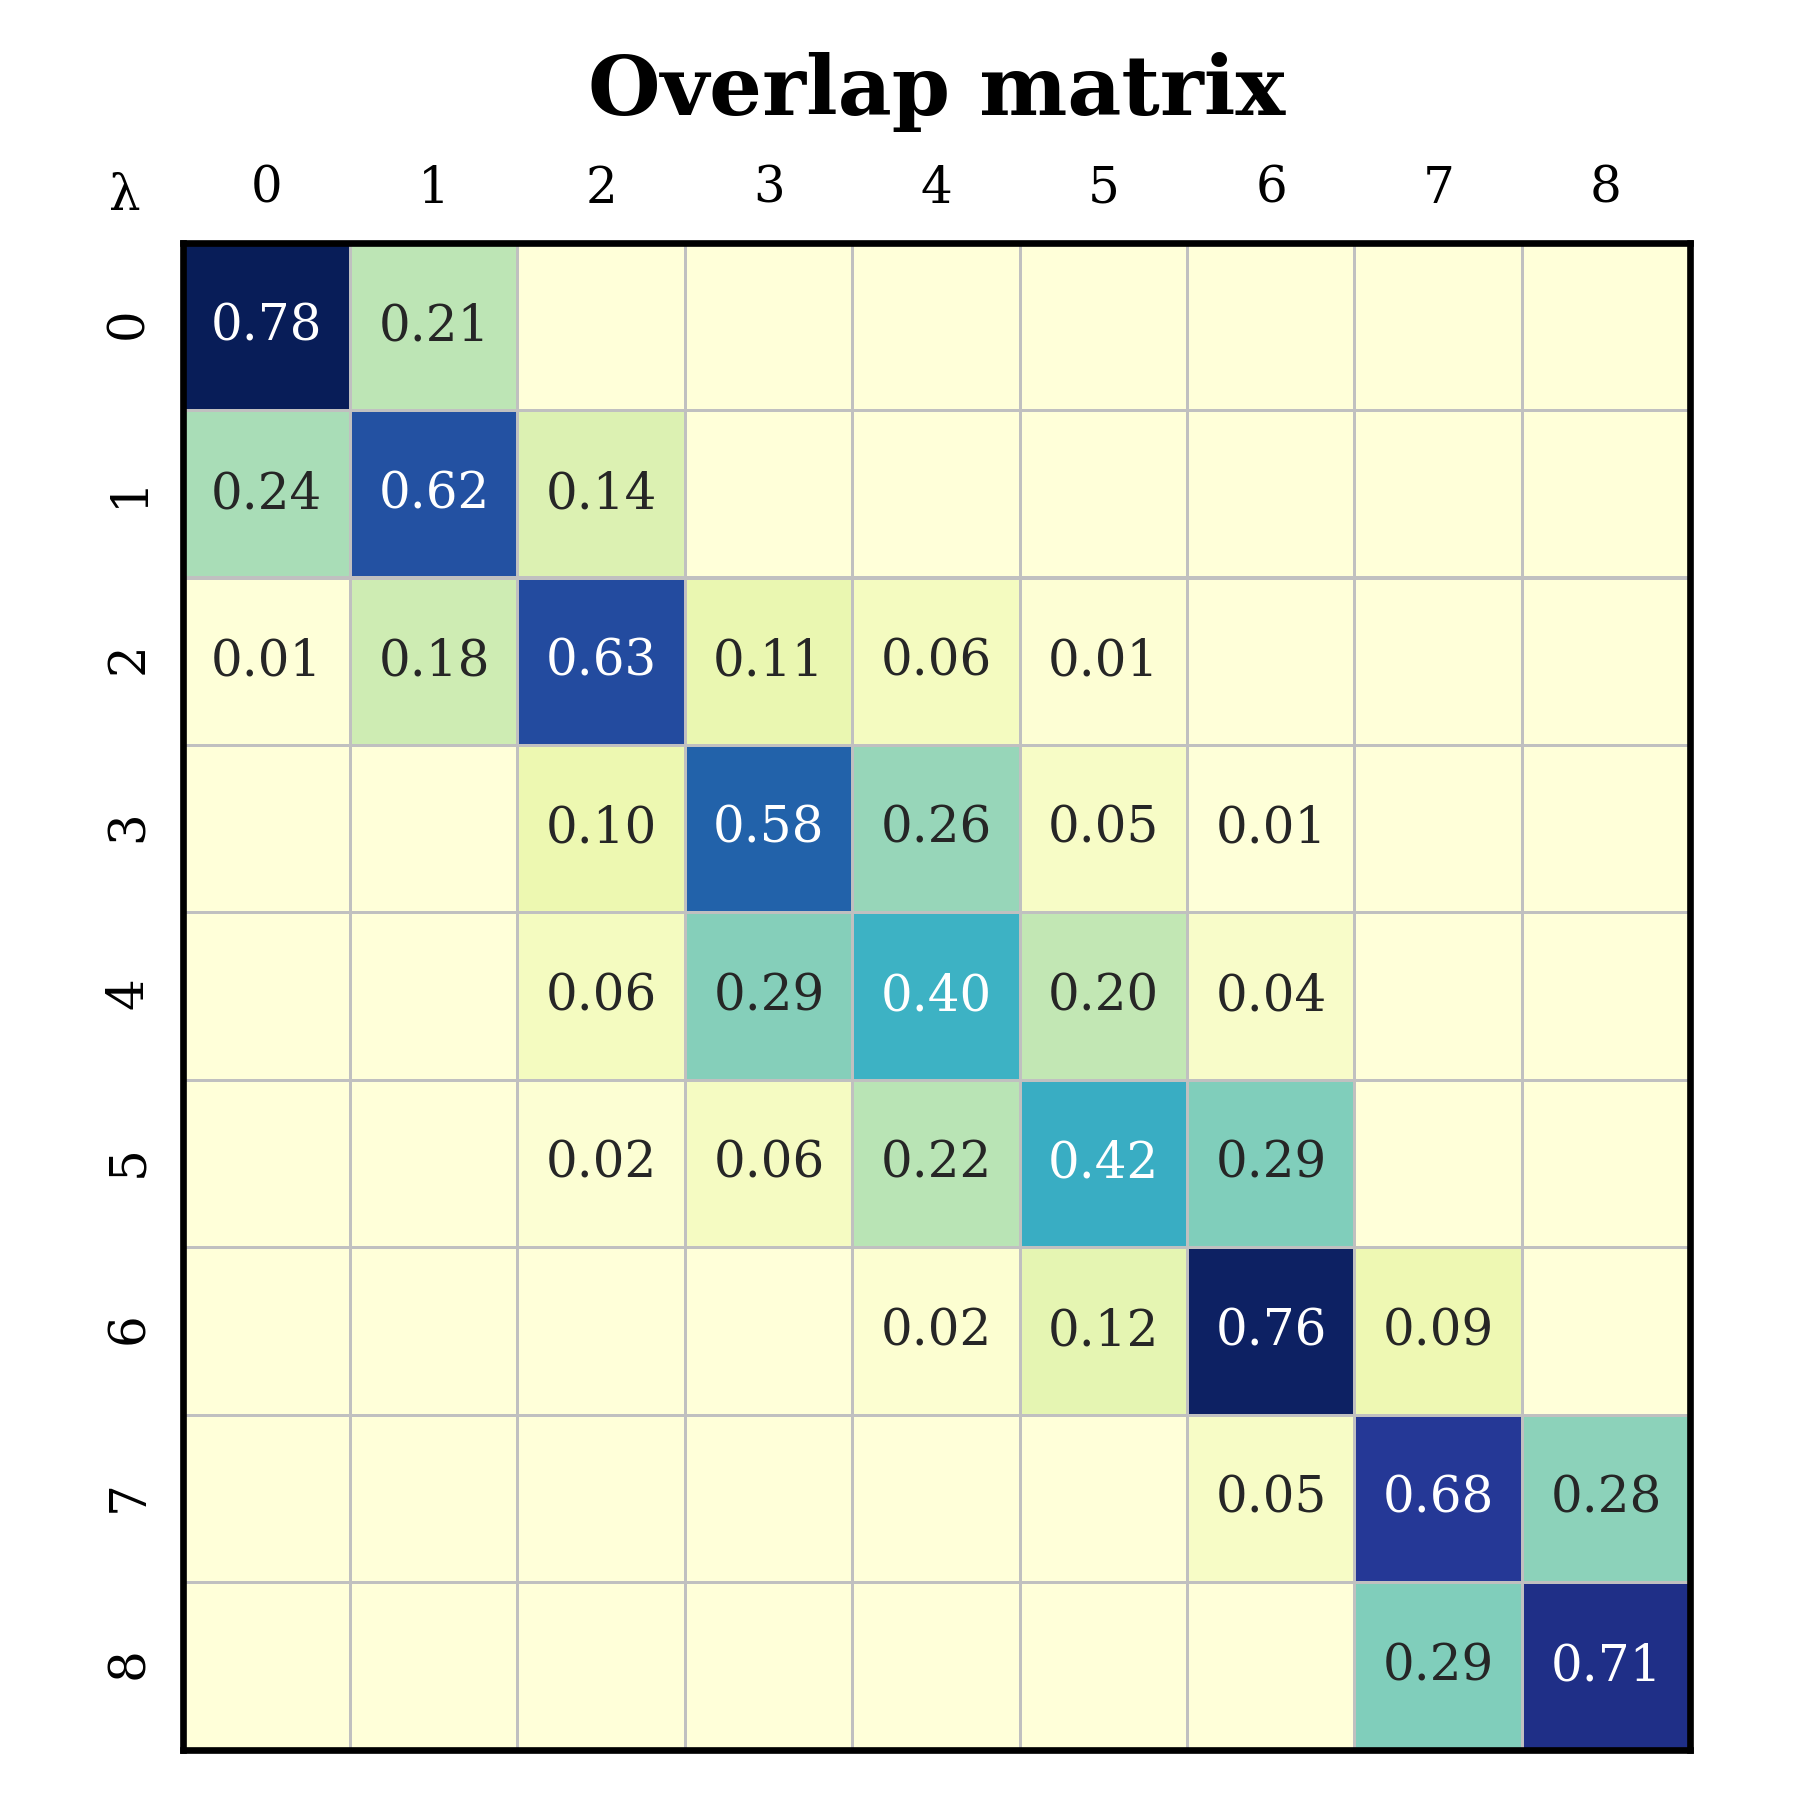 Overlap matrix
λ 0 1 2 3 4 5 6 7 8
0 0.78 0.21
1 0.24 0.62 0.14
2 0.01 0.18 0.63 0.11 0.06 0.01
3 0.10 0.58 0.26 0.05 0.01
4 0.06 0.29 0.40 0.20 0.04
5 0.02 0.06 0.22 0.42 0.29
6 0.02 0.12 0.76 0.09
7 0.05 0.68 0.28
8 0.29 0.71